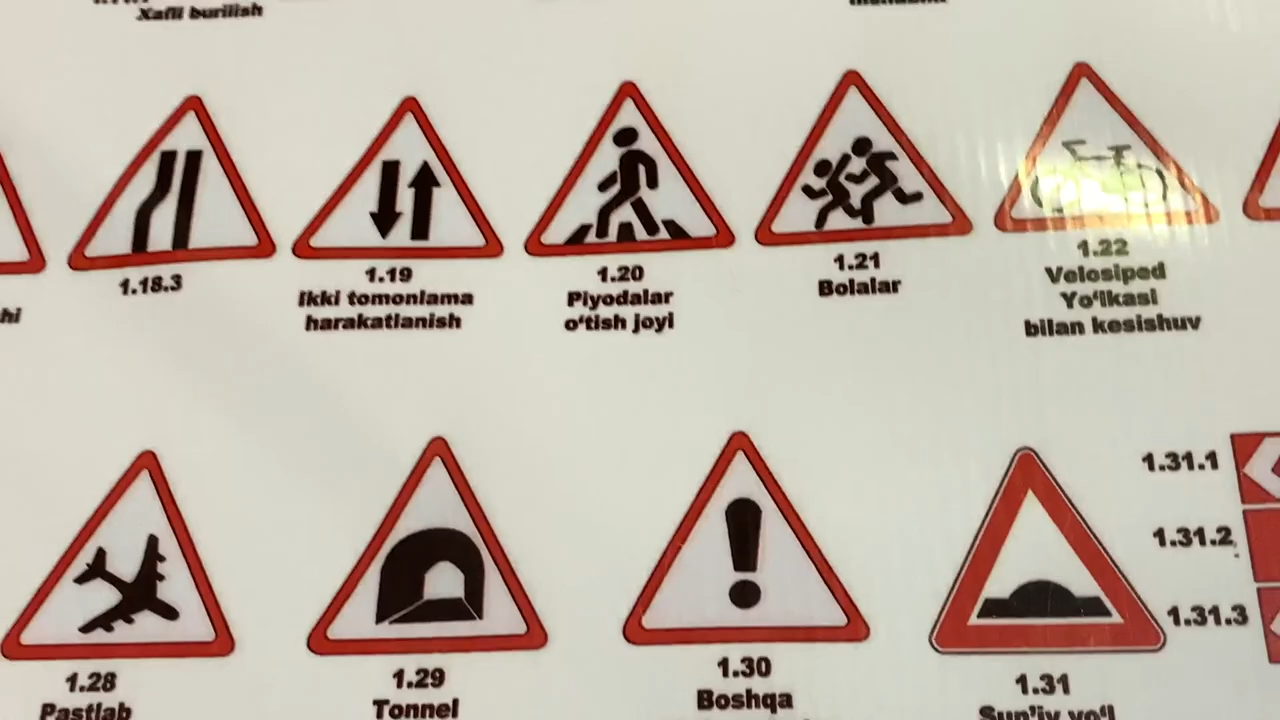 Xafli burilish
hi
1.18.3
1.19
Ikki tomonlama
harakatlanish
1.20
Piyodalar
o‘tish joyi
1.21
Bolalar
1.22
Velosiped
Yo‘lkasi
bilan kesishuv
1.28
Pastlab
1.29
Tonnel
1.30
Boshqa
1.31
Sun’iy yo‘l
1.31.1
1.31.2
1.31.3